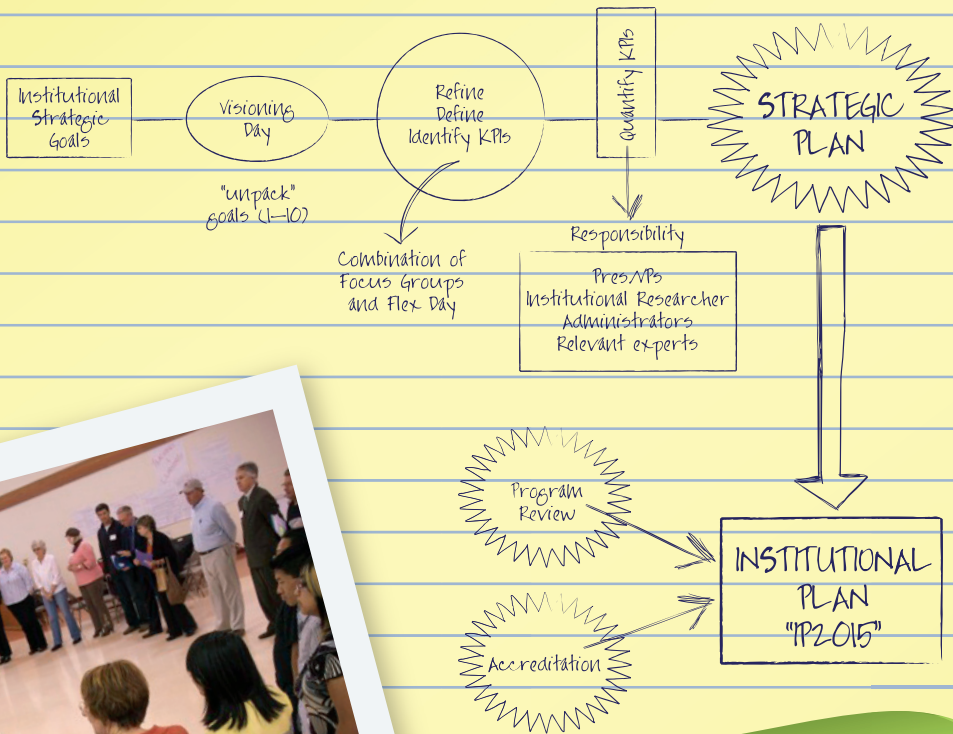 Institutional
Strategic
Goals
Visioning
Day
"unpack"
goals (1-10)
Refine
Define
Identify KPIs
Combination of
Focus Groups
and Flex Day
Quantify KPIs
Responsibility
Pres/VPs
Institutional Researcher
Administrators
Relevant experts
STRATEGIC
PLAN
Program
Review
Accreditation
INSTITUTIONAL
PLAN
"IP2015"